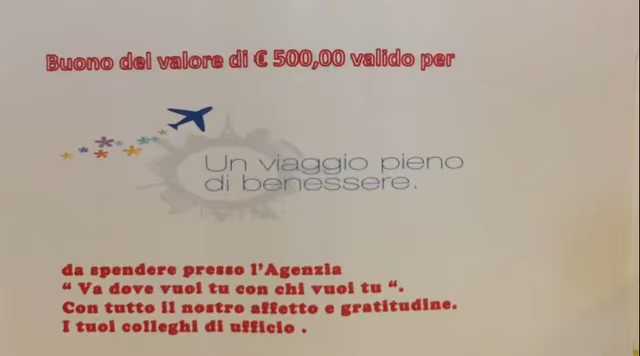 Buono del valore di € 500,00 valido per
Un viaggio pieno
di benessere.
da spendere presso l'Agenzia
“ Va dove vuoi tu con chi vuoi tu “.
Con tutto il nostro affetto e gratitudine.
I tuoi colleghi di ufficio .